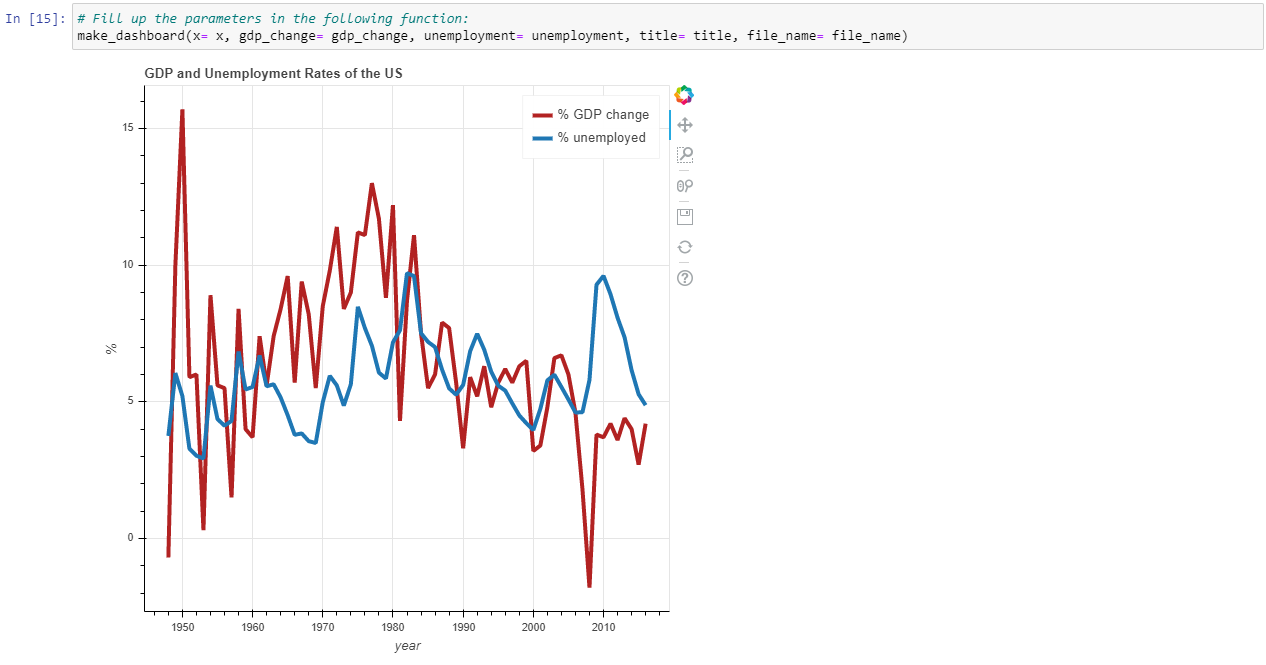 In [15]: # Fill up the parameters in the following function:
make_dashboard(x= x, gdp_change= gdp_change, unemployment= unemployment, title= title, file_name= file_name)
GDP and Unemployment Rates of the US
% GDP change
% unemployed
15
10
5
0
%
1950 1960 1970 1980 1990 2000 2010
year